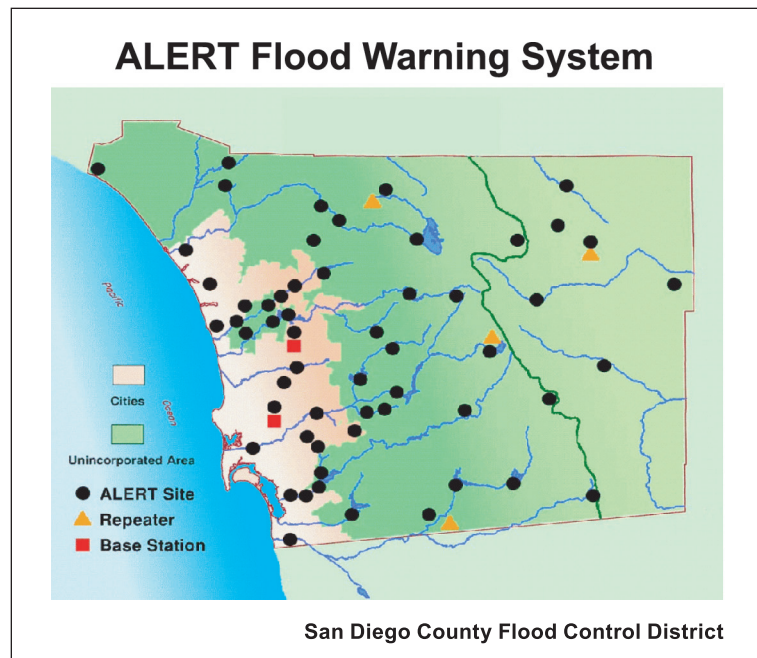 ALERT Flood Warning System
Pacific
Ocean
Cities
Unincorporated Area
ALERT Site
Repeater
Base Station
San Diego County Flood Control District